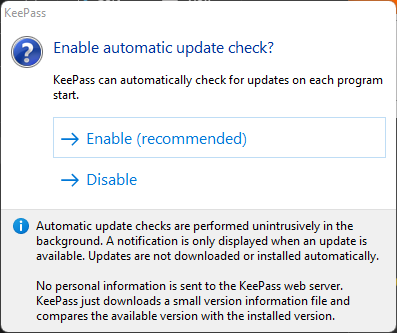 KeePass
Enable automatic update check?
KeePass can automatically check for updates on each program
start.
Enable (recommended)
Disable
Automatic update checks are performed unintrusively in the
background. A notification is only displayed when an update is
available. Updates are not downloaded or installed automatically.
No personal information is sent to the KeePass web server.
KeePass just downloads a small version information file and
compares the available version with the installed version.